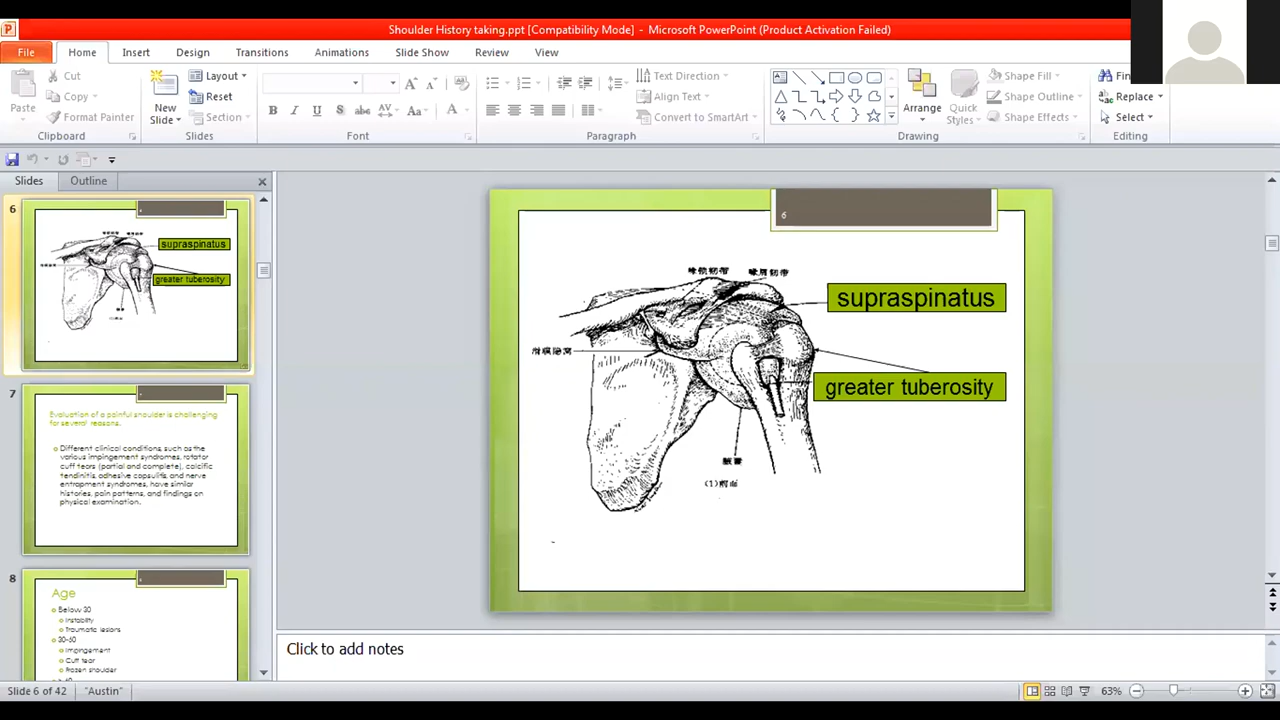 Shoulder History taking.ppt [Compatibility Mode] - Microsoft PowerPoint (Product Activation Failed)
File Home Insert Design Transitions Animations Slide Show Review View
Cut
Copy
Format Painter
Paste
Clipboard
New
Slide
Layout
Reset
Section
Slides
Font
Text Direction
Align Text
Convert to SmartArt
Paragraph
Arrange
Quick
Styles
Shape Fill
Shape Outline
Shape Effects
Drawing
Replace
Select
Editing
Slides Outline
6
supraspinatus
greater tuberosity
7
Evaluation of a painful shoulder is challenging
for several reasons.
Different clinical conditions, such as the
various impingement syndromes, rotator
cuff tears (partial and complete), calcific
tendinitis, adhesive capsulitis, and nerve
entrapment syndromes, have similar
histories, pain patterns, and findings on
physical examination.
8
Age
Below 30
Instability
Traumatic lesions
30-50
Impingement
Cuff tear
Frozen shoulder
6
喙肩韧带
supraspinatus
greater tuberosity
Click to add notes
Slide 6 of 42 "Austin" 63%